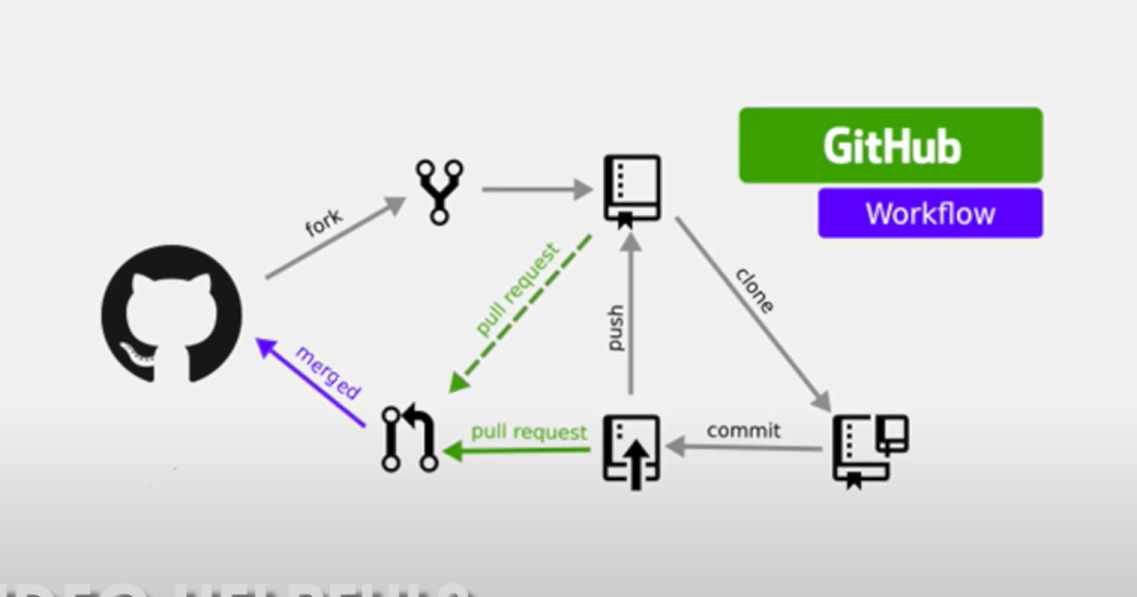 GitHub
Workflow
fork
clone
pull request
push
merged
pull request
commit